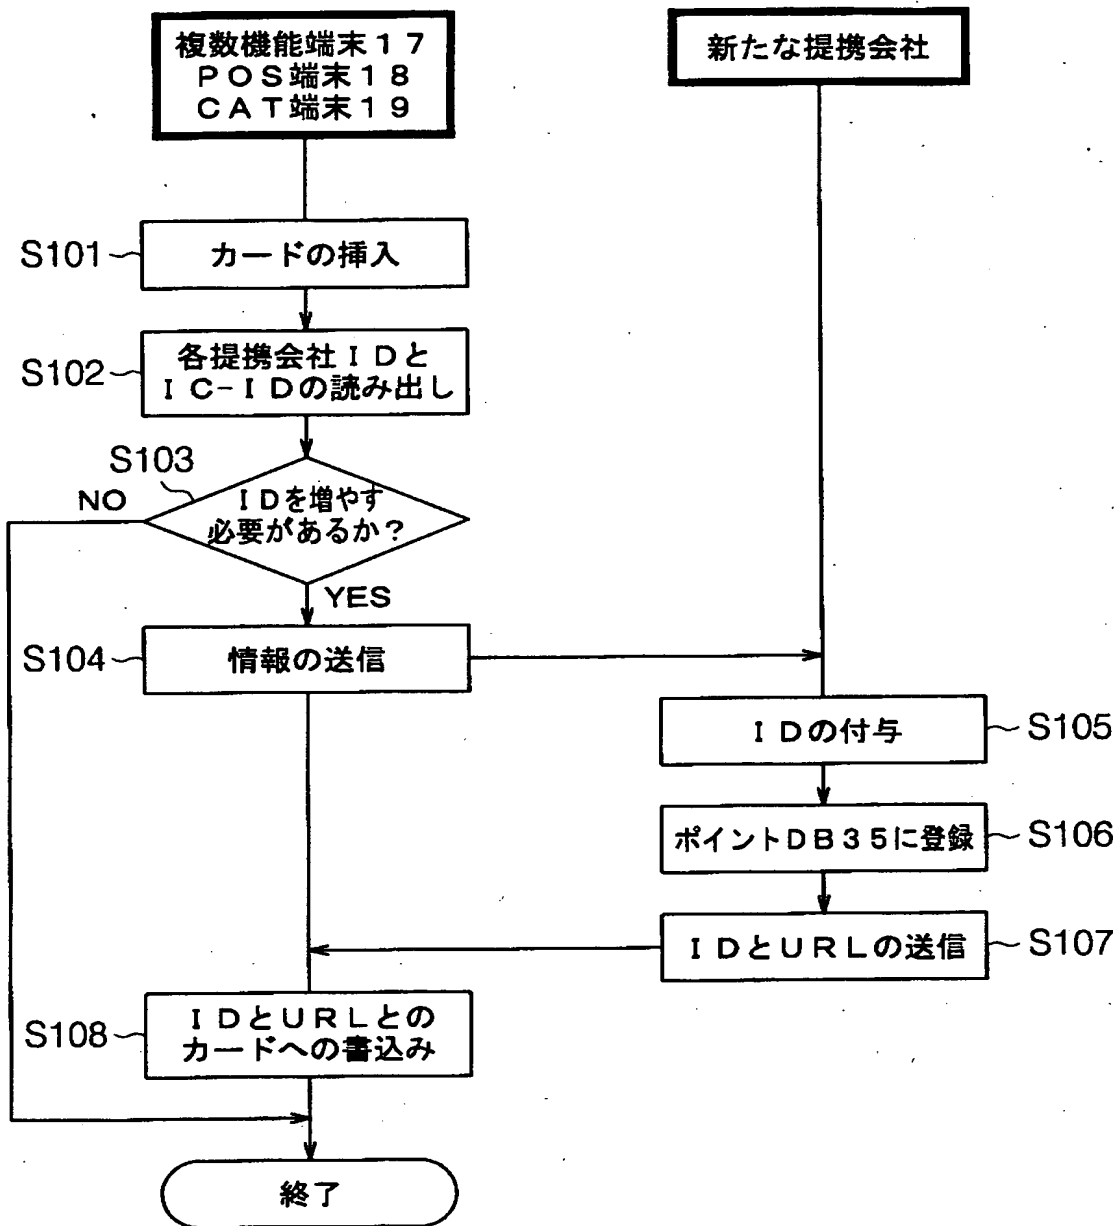 複数機能端末17
POS端末18
CAT端末19
新たな提携会社
S101
カードの挿入
S102
各提携会社IDと
IC-IDの読み出し
S103
NO
IDを増やす
必要があるか?
YES
S104
情報の送信
IDの付与
S105
ポイントDB35に登録
S106
IDとURLの送信
S107
S108
IDとURLとの
カードへの書込み
終了